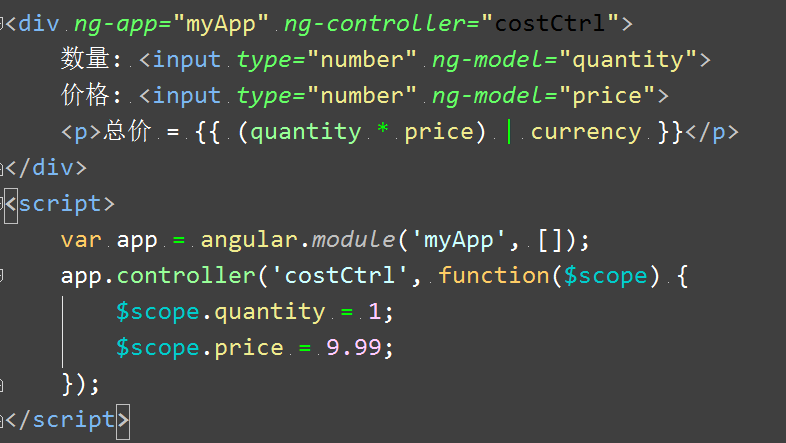 <div ng-app="myApp" ng-controller="costCtrl">
    数量: <input type="number" ng-model="quantity">
    价格: <input type="number" ng-model="price">
    <p>总价 = {{ (quantity * price) | currency }}</p>
</div>
<script>
    var app = angular.module('myApp', []);
    app.controller('costCtrl', function($scope) {
        $scope.quantity = 1;
        $scope.price = 9.99;
    });
</script>